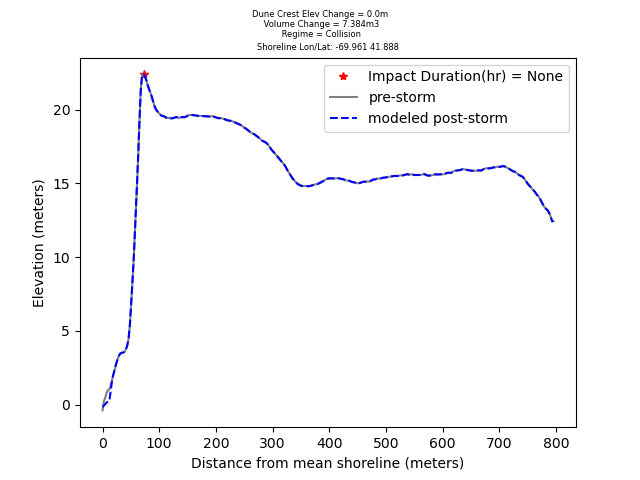 Dune Crest Elev Change = 0.0m
Volume Change = 7.384m3
Regime = Collision
Shoreline Lon/Lat: -69.961 41.888
Impact Duration(hr) = None
pre-storm
modeled post-storm
Elevation (meters)
20
15
10
5
0
0 100 200 300 400 500 600 700 800
Distance from mean shoreline (meters)